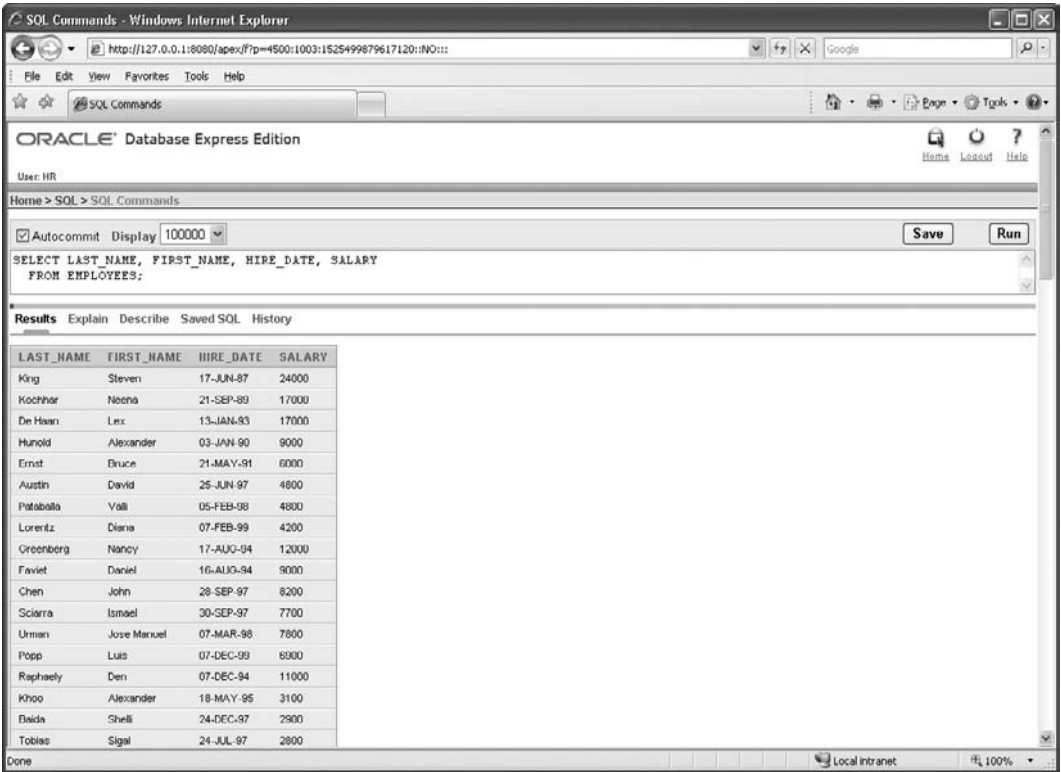 SQL Commands - Windows Internet Explorer
http://127.0.0.1:8080/apex/f?p=4500:1003:1525499879617120::NO:::
Google
File Edit View Favorites Tools Help
SQL Commands
Page Tools
ORACLE Database Express Edition
Home Logout Help
User: HR
Home > SQL > SQL Commands
Autocommit Display 100000
Save Run
SELECT LAST_NAME, FIRST_NAME, HIRE_DATE, SALARY
FROM EMPLOYEES;
Results Explain Describe Saved SQL History
LAST_NAME FIRST_NAME HIRE_DATE SALARY
King Steven 17-JUN-87 24000
Kochhar Neena 21-SEP-89 17000
De Haan Lex 13-JAN-93 17000
Hunold Alexander 03-JAN-90 9000
Ernst Bruce 21-MAY-91 6000
Austin David 25-JUN-97 4800
Pataballa Valli 05-FEB-98 4800
Lorentz Diana 07-FEB-99 4200
Greenberg Nancy 17-AUG-94 12000
Faviet Daniel 16-AUG-94 9000
Chen John 28-SEP-97 8200
Sciarra Ismael 30-SEP-97 7700
Urman Jose Manuel 07-MAR-98 7800
Popp Luis 07-DEC-99 6900
Raphaely Den 07-DEC-94 11000
Khoo Alexander 18-MAY-95 3100
Baida Shelli 24-DEC-97 2900
Tobias Sigal 24-JUL-97 2800
Done
Local intranet
100%